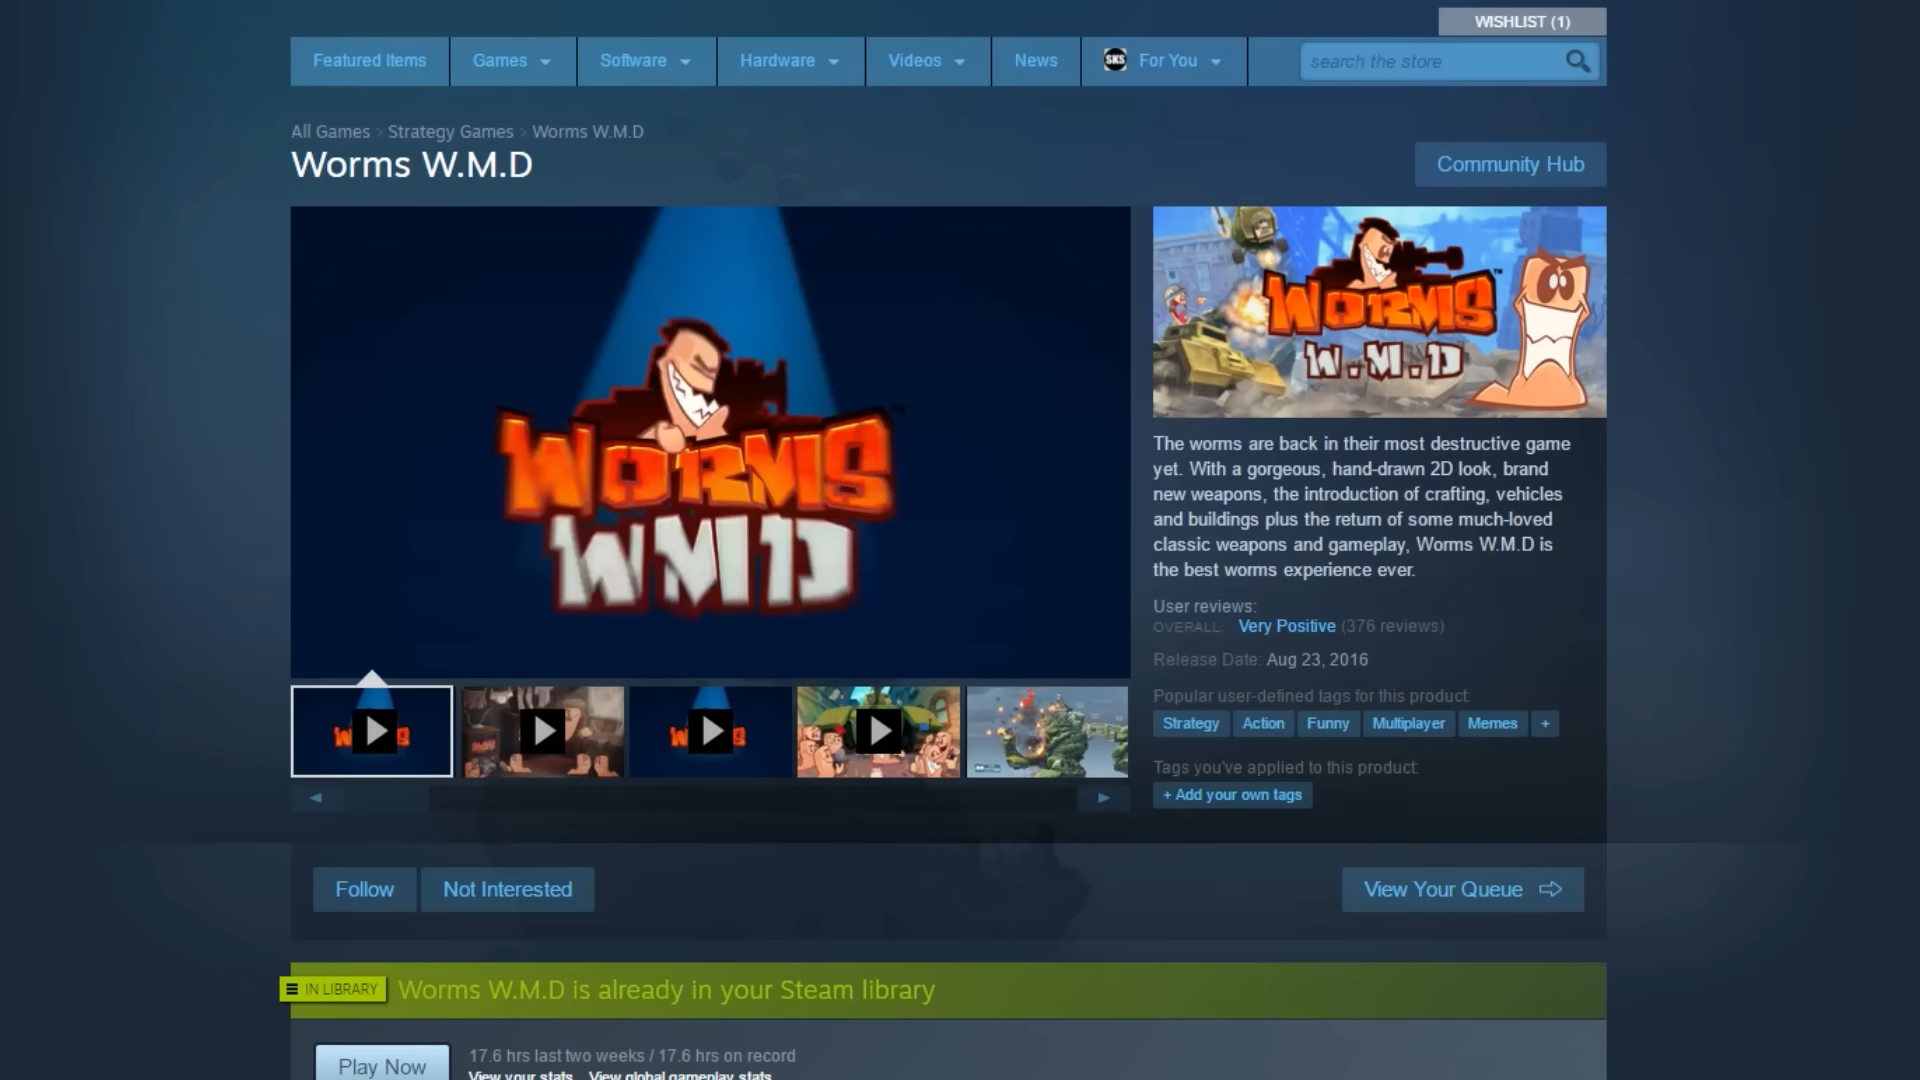 WISHLIST (1)
Featured Items Games Software Hardware Videos News SKS For You search the store
All Games > Strategy Games > Worms W.M.D
Worms W.M.D
Community Hub
WORMS
W.M.D
WORMS™
W.M.D
The worms are back in their most destructive game
yet. With a gorgeous, hand-drawn 2D look, brand
new weapons, the introduction of crafting, vehicles
and buildings plus the return of some much-loved
classic weapons and gameplay, Worms W.M.D is
the best worms experience ever.
User reviews:
OVERALL: Very Positive (376 reviews)
Release Date: Aug 23, 2016
Popular user-defined tags for this product:
Strategy Action Funny Multiplayer Memes +
Tags you've applied to this product:
+ Add your own tags
Follow Not Interested View Your Queue
IN LIBRARY Worms W.M.D is already in your Steam library
Play Now 17.6 hrs last two weeks / 17.6 hrs on record
View your stats View global gameplay stats